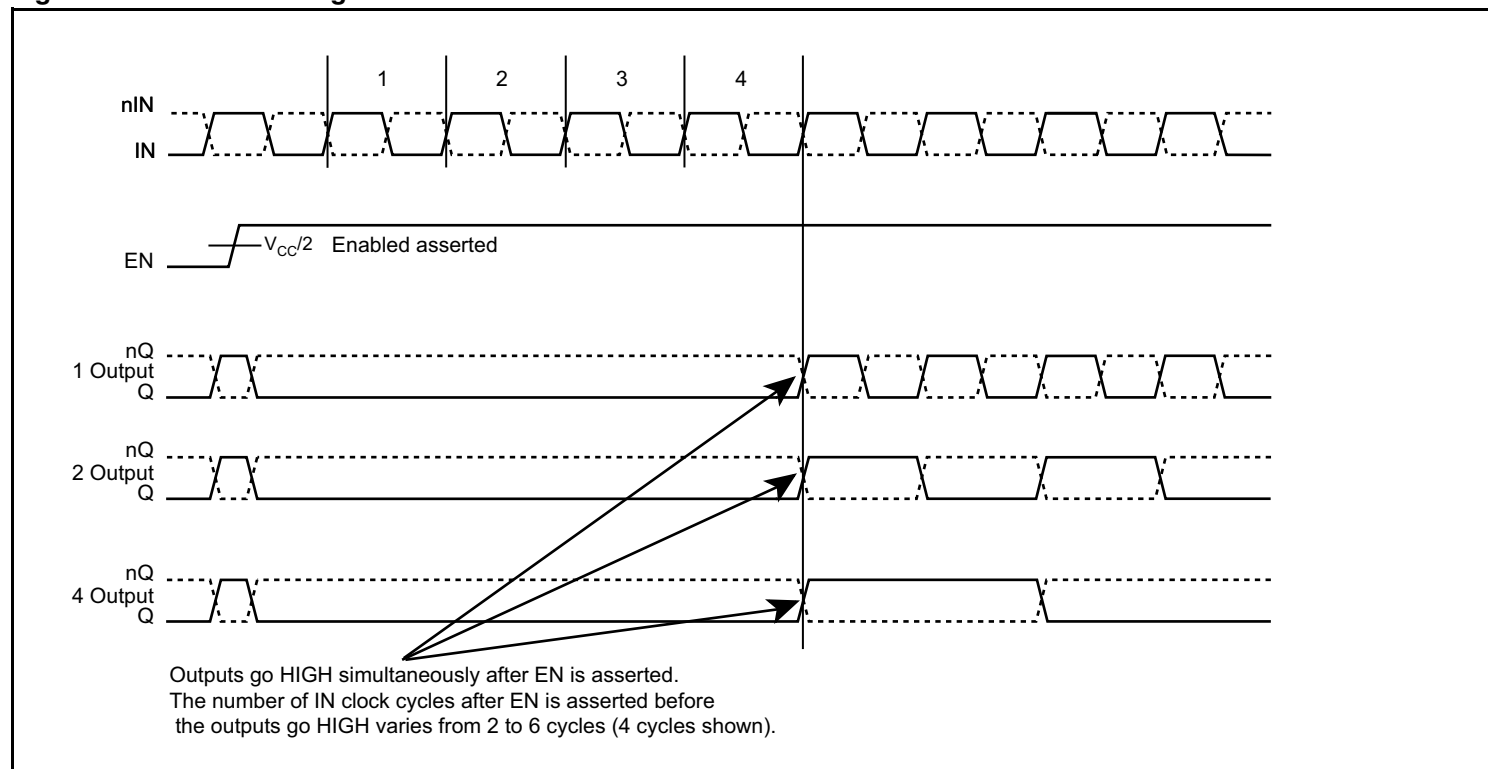 1 2 3 4
nIN
IN
V_CC/2 Enabled asserted
EN
nQ
1 Output
Q
nQ
2 Output
Q
nQ
4 Output
Q
Outputs go HIGH simultaneously after EN is asserted.
The number of IN clock cycles after EN is asserted before
the outputs go HIGH varies from 2 to 6 cycles (4 cycles shown).